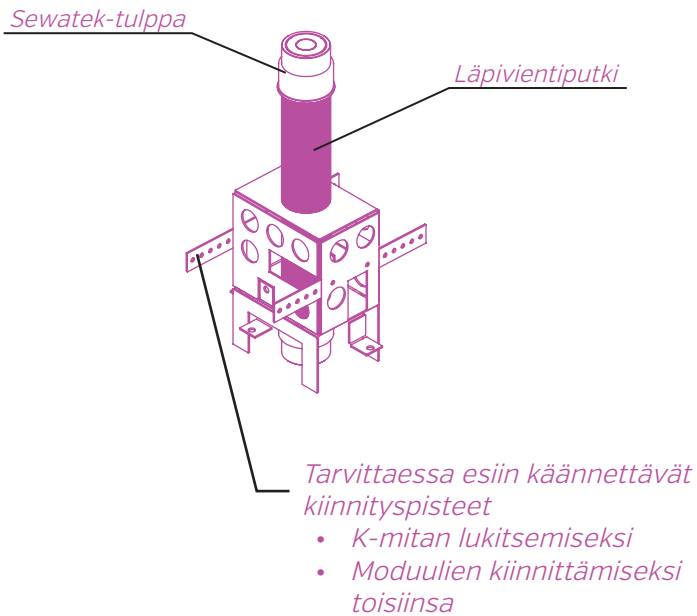 Sewatek-tulppa
Läpivientiputki
Tarvittaessa esiin käännettävät
kiinnityspisteet
• K-mitan lukitsemiseksi
• Moduulien kiinnittämiseksi
toisiinsa